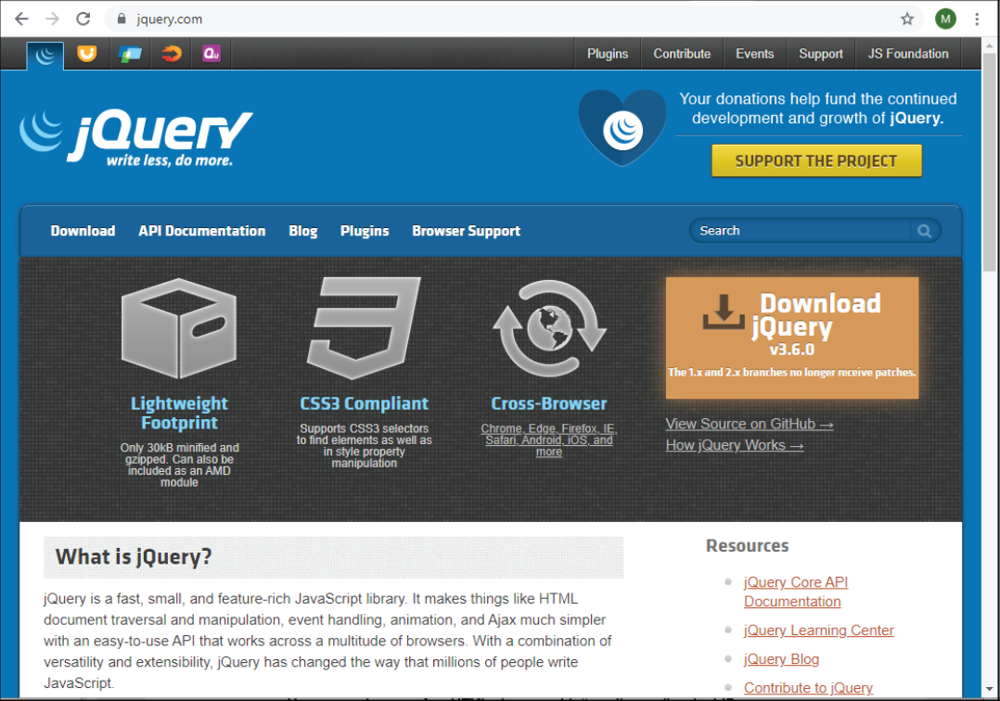 jquery.com
M
Qu
Plugins Contribute Events Support JS Foundation
Your donations help fund the continued
development and growth of jQuery.
jQuery
write less, do more.
SUPPORT THE PROJECT
Download API Documentation Blog Plugins Browser Support
Search
Lightweight
Footprint
Only 30kB minified and
gzipped. Can also be
included as an AMD
module
CSS3 Compliant
Supports CSS3 selectors
to find elements as well as
in style property
manipulation
Cross-Browser
Chrome, Edge, Firefox, IE,
Safari, Android, iOS, and
more
Download
jQuery
v3.6.0
The 1.x and 2.x branches no longer receive patches.
View Source on GitHub →
How jQuery Works →
What is jQuery?
jQuery is a fast, small, and feature-rich JavaScript library. It makes things like HTML
document traversal and manipulation, event handling, animation, and Ajax much simpler
with an easy-to-use API that works across a multitude of browsers. With a combination of
versatility and extensibility, jQuery has changed the way that millions of people write
JavaScript.
Resources
jQuery Core API
Documentation
jQuery Learning Center
jQuery Blog
Contribute to jQuery